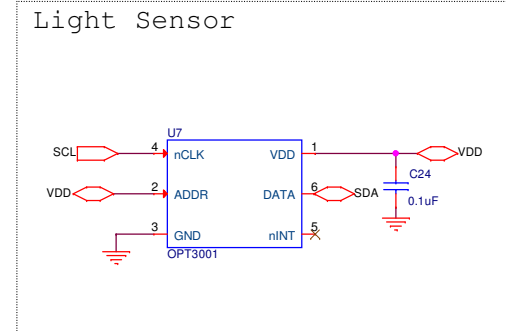 Light Sensor
U7
SCL 4 nCLK VDD 1 VDD
C24
VDD 2 ADDR DATA 6 SDA
0.1uF
3 GND nINT 5
OPT3001